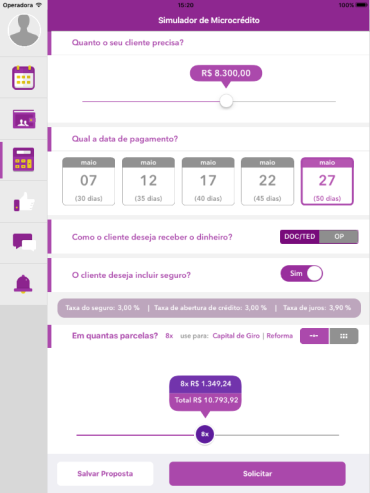 Operadora 15:20 100%
Simulador de Microcrédito
Quanto o seu cliente precisa?
R$ 8.300,00
Qual a data de pagamento?
maio maio maio maio maio
07 12 17 22 27
(30 dias) (35 dias) (40 dias) (45 dias) (50 dias)
Como o cliente deseja receber o dinheiro? DOC/TED OP
O cliente deseja incluir seguro? Sim
Taxa do seguro: 3,00 % | Taxa de abertura de crédito: 3,00 % | Taxa de juros: 3,90 %
Em quantas parcelas? 8x use para: Capital de Giro | Reforma
8x R$ 1.349,24
Total R$ 10.793,92
8x
Salvar Proposta Solicitar